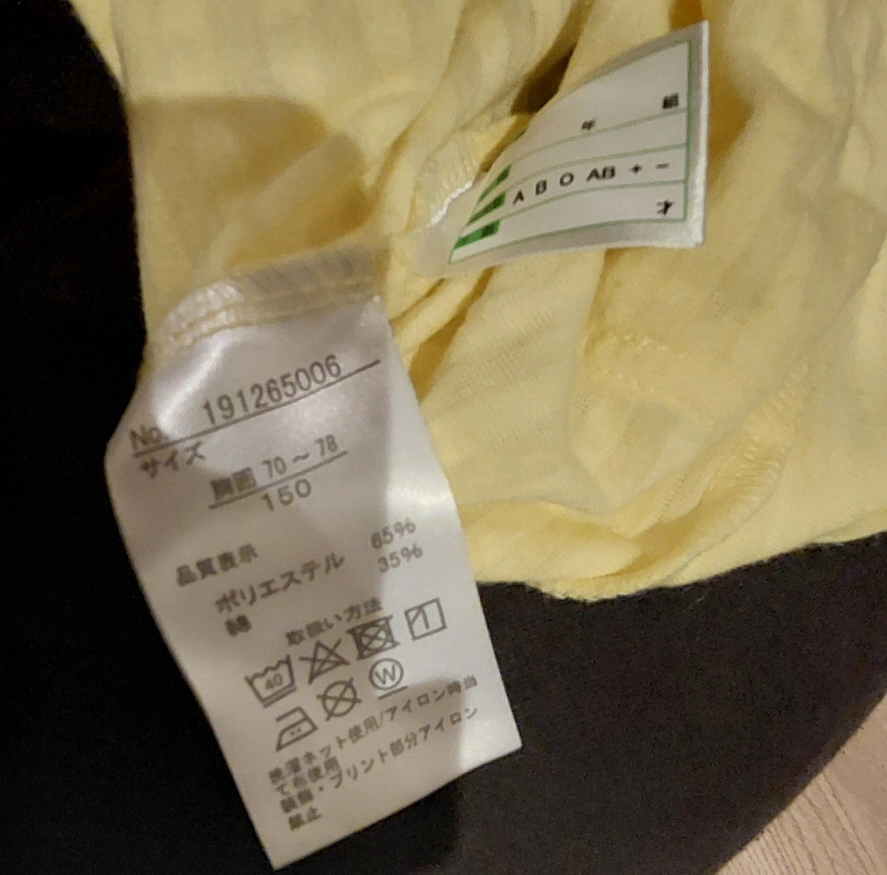 年 組
A B O AB + -
才
No. 191265006
サイズ
胸囲 70～78
150
品質表示
ポリエステル 65%
綿 35%
取扱い方法
40
W
洗濯ネット使用/アイロン時当
て布使用
装飾・プリント部分アイロン
禁止